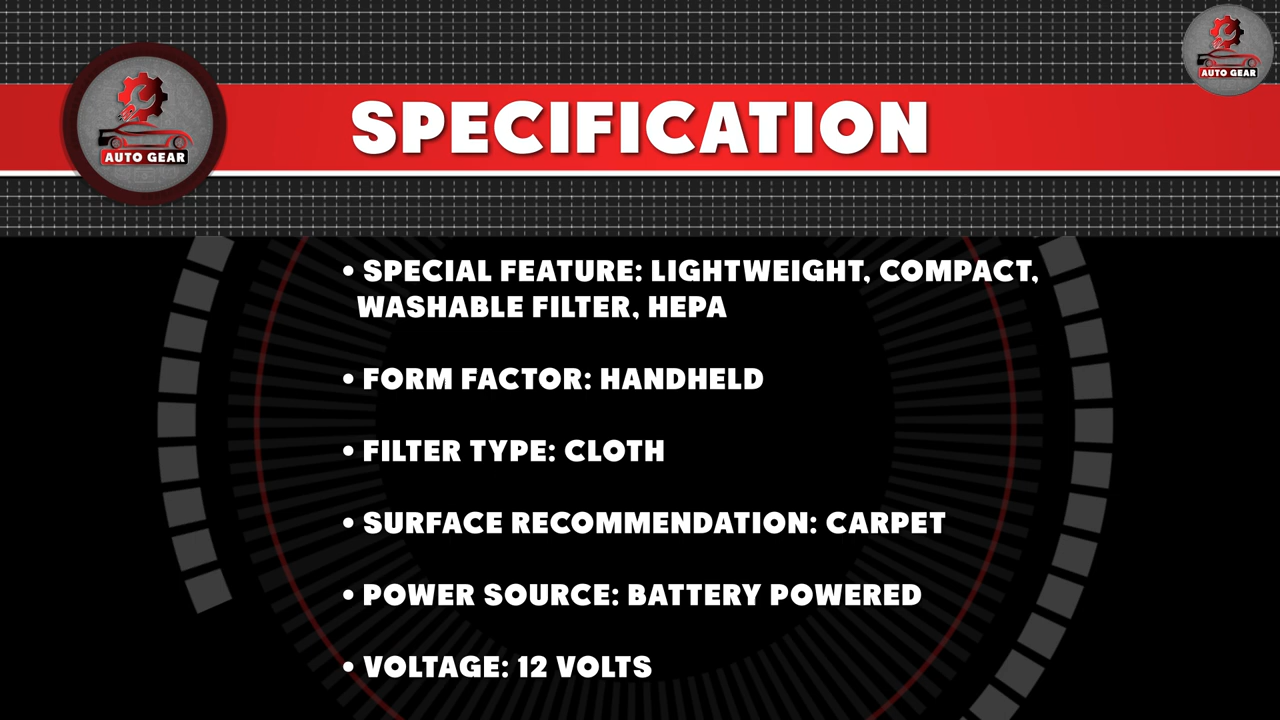 AUTO GEAR
SPECIFICATION
AUTO GEAR
• SPECIAL FEATURE: LIGHTWEIGHT, COMPACT,
WASHABLE FILTER, HEPA
• FORM FACTOR: HANDHELD
• FILTER TYPE: CLOTH
• SURFACE RECOMMENDATION: CARPET
• POWER SOURCE: BATTERY POWERED
• VOLTAGE: 12 VOLTS